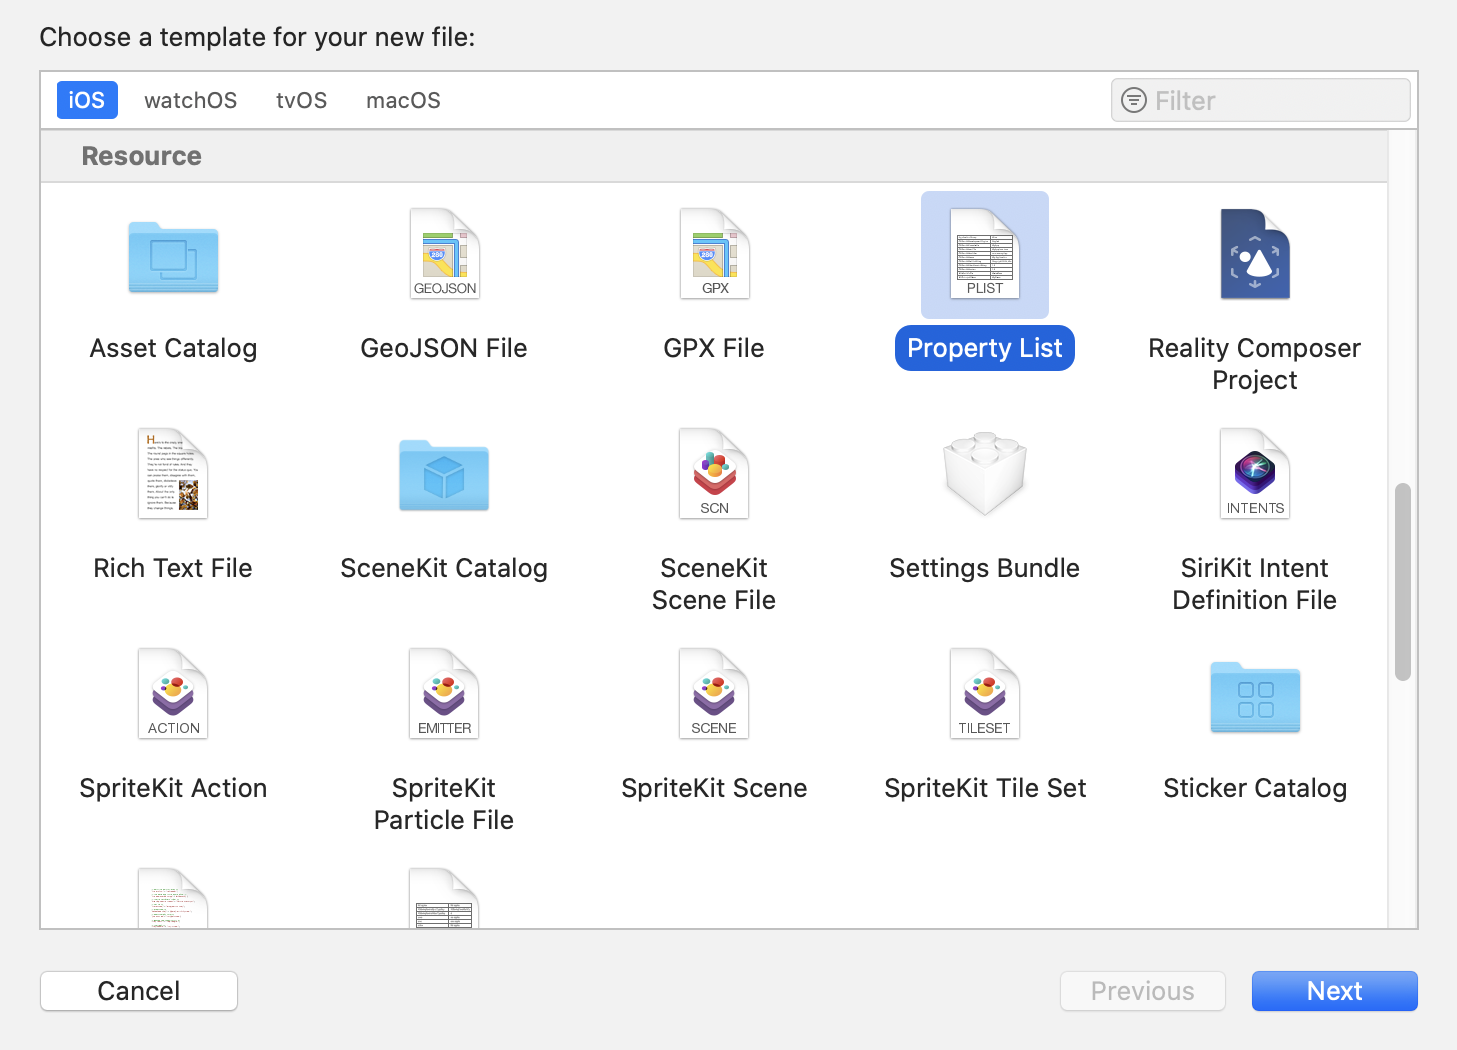 Choose a template for your new file:
iOS watchOS tvOS macOS Filter
Resource
GEOJSON GPX PLIST
Asset Catalog GeoJSON File GPX File Property List Reality Composer
Project
SCN INTENTS
Rich Text File SceneKit Catalog SceneKit Settings Bundle SiriKit Intent
Scene File Definition File
ACTION EMITTER SCENE TILESET
SpriteKit Action SpriteKit SpriteKit Scene SpriteKit Tile Set Sticker Catalog
Particle File
Cancel Previous Next